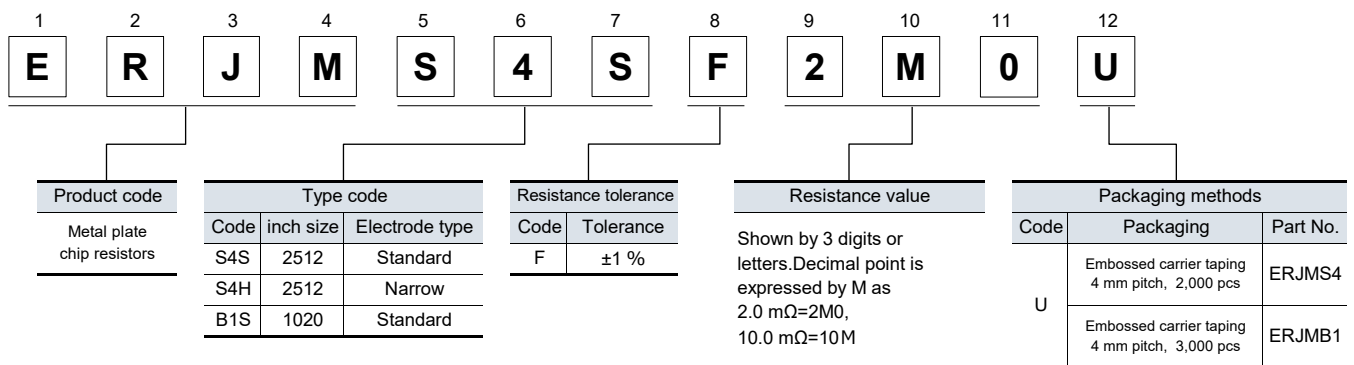 1 2 3 4 5 6 7 8 9 10 11 12
E R J M S 4 S F 2 M 0 U
Product code
Metal plate
chip resistors
Type code
Code inch size Electrode type
S4S 2512 Standard
S4H 2512 Narrow
B1S 1020 Standard
Resistance tolerance
Code Tolerance
F ±1 %
Resistance value
Shown by 3 digits or
letters.Decimal point is
expressed by M as
2.0 mΩ=2M0,
10.0 mΩ=10M
Packaging methods
Code Packaging Part No.
U
Embossed carrier taping
4 mm pitch, 2,000 pcs
ERJMS4
Embossed carrier taping
4 mm pitch, 3,000 pcs
ERJMB1